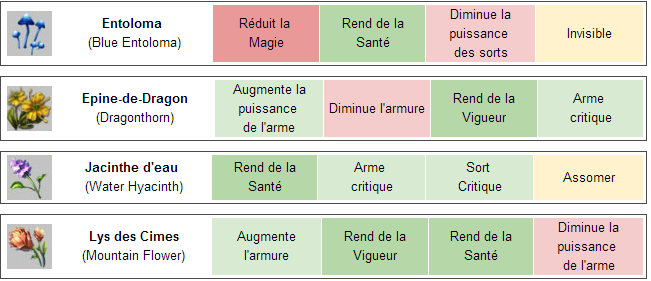 Entoloma
(Blue Entoloma)
Réduit la
Magie
Rend de la
Santé
Diminue la
puissance
des sorts
Invisible
Epine-de-Dragon
(Dragonthorn)
Augmente la
puissance
de l'arme
Diminue l'armure
Rend de la
Vigueur
Arme
critique
Jacinthe d'eau
(Water Hyacinth)
Rend de la
Santé
Arme
critique
Sort
Critique
Assomer
Lys des Cimes
(Mountain Flower)
Augmente
l'armure
Rend de la
Vigueur
Rend de la
Santé
Diminue la
puissance
de l'arme